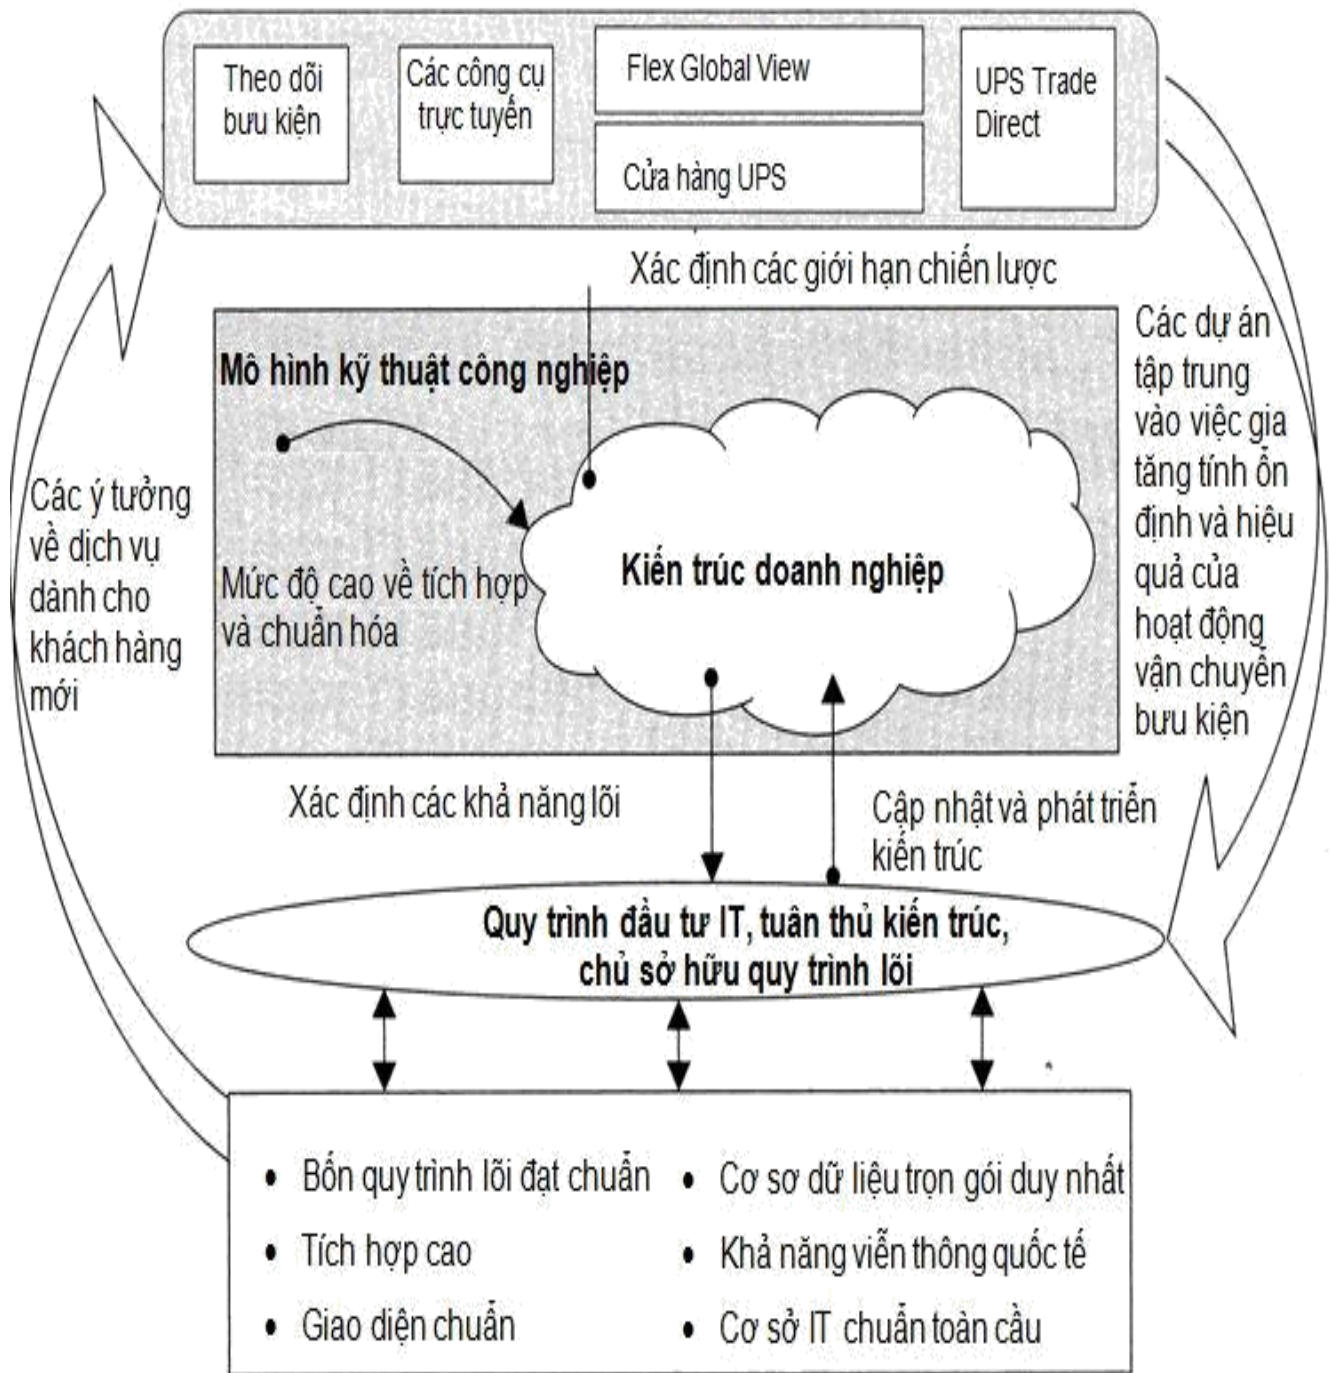 Theo dõi
bưu kiện
Các công cụ
trực tuyến
Flex Global View
Cửa hàng UPS
UPS Trade
Direct
Xác định các giới hạn chiến lược
Mô hình kỹ thuật công nghiệp
Mức độ cao về tích hợp
và chuẩn hóa
Kiến trúc doanh nghiệp
Các ý tưởng
về dịch vụ
dành cho
khách hàng
mới
Các dự án
tập trung
vào việc gia
tăng tính ổn
định và hiệu
quả của
hoạt động
vận chuyển
bưu kiện
Xác định các khả năng lõi
Cập nhật và phát triển
kiến trúc
Quy trình đầu tư IT, tuân thủ kiến trúc,
chủ sở hữu quy trình lõi
• Bốn quy trình lõi đạt chuẩn
• Tích hợp cao
• Giao diện chuẩn
• Cơ sơ dữ liệu trọn gói duy nhất
• Khả năng viễn thông quốc tế
• Cơ sở IT chuẩn toàn cầu